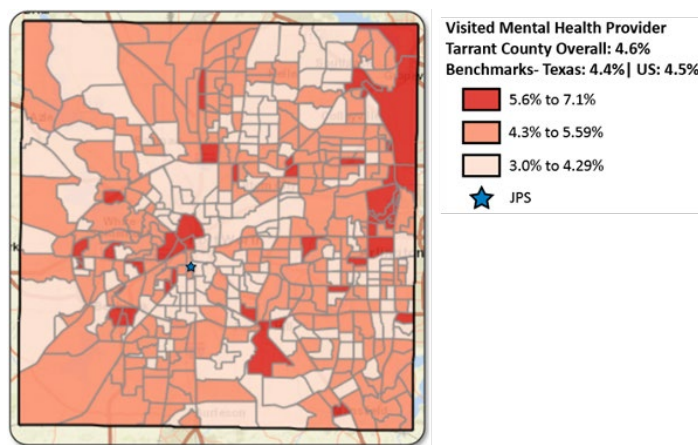 Visited Mental Health Provider
Tarrant County Overall: 4.6%
Benchmarks- Texas: 4.4%| US: 4.5%
5.6% to 7.1%
4.3% to 5.59%
3.0% to 4.29%
JPS